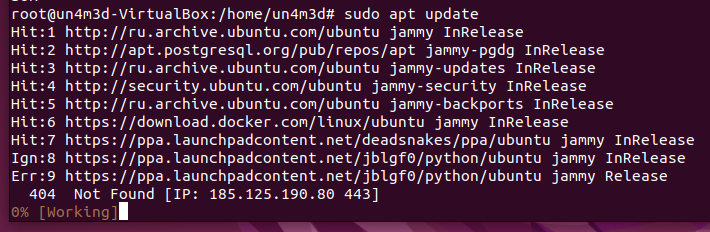 root@un4m3d-VirtualBox:/home/un4m3d# sudo apt update
Hit:1 http://ru.archive.ubuntu.com/ubuntu jammy InRelease
Hit:2 http://apt.postgresql.org/pub/repos/apt jammy-pgdg InRelease
Hit:3 http://ru.archive.ubuntu.com/ubuntu jammy-updates InRelease
Hit:4 http://security.ubuntu.com/ubuntu jammy-security InRelease
Hit:5 http://ru.archive.ubuntu.com/ubuntu jammy-backports InRelease
Hit:6 https://download.docker.com/linux/ubuntu jammy InRelease
Hit:7 https://ppa.launchpadcontent.net/deadsnakes/ppa/ubuntu jammy InRelease
Ign:8 https://ppa.launchpadcontent.net/jblgf0/python/ubuntu jammy InRelease
Err:9 https://ppa.launchpadcontent.net/jblgf0/python/ubuntu jammy Release
  404  Not Found [IP: 185.125.190.80 443]
0% [Working]